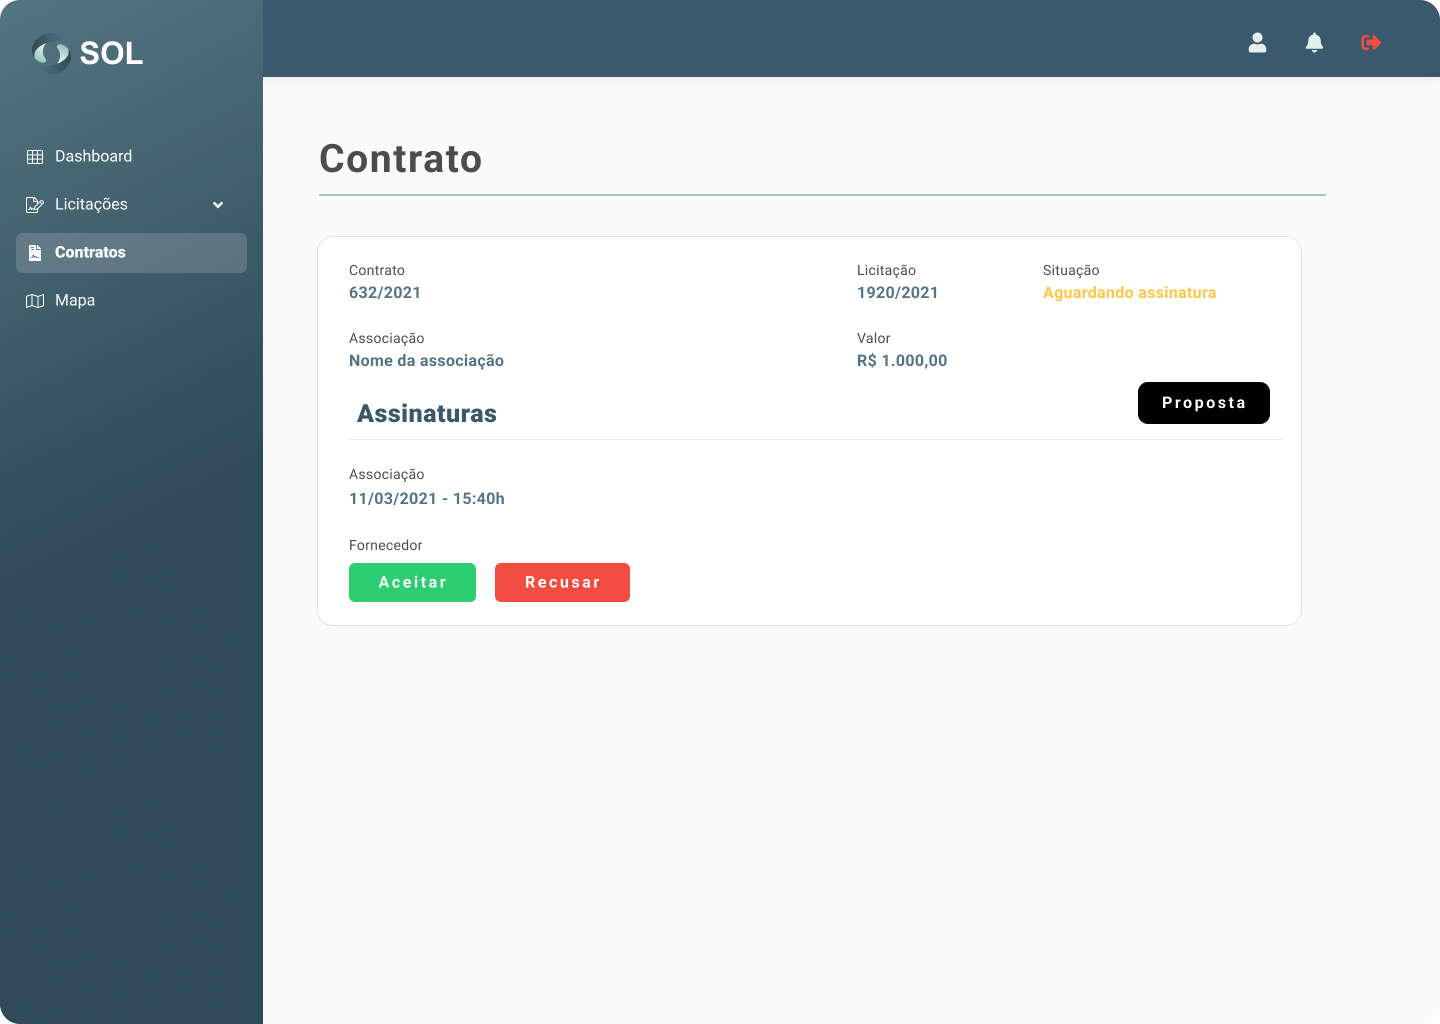 SOL
Dashboard
Licitações
Contratos
Mapa
Contrato
Contrato
632/2021
Licitação
1920/2021
Situação
Aguardando assinatura
Associação
Nome da associação
Valor
R$ 1.000,00
Assinaturas
Proposta
Associação
11/03/2021 - 15:40h
Fornecedor
Aceitar
Recusar